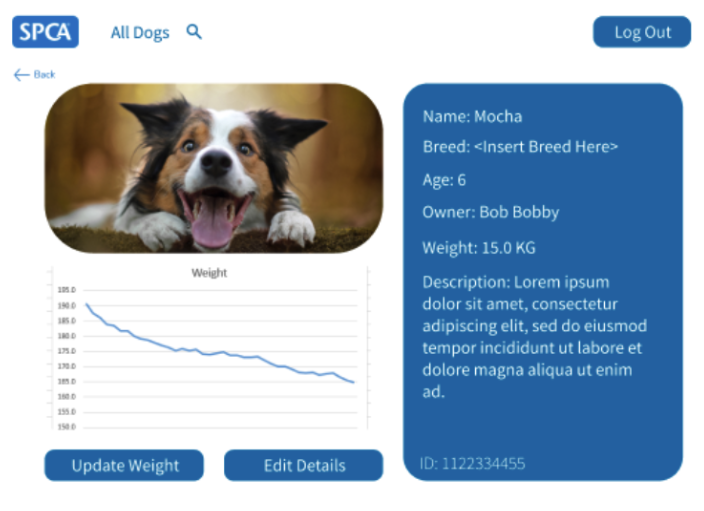 SPCA
All Dogs
Log Out
Back
Name: Mocha
Breed: <Insert Breed Here>
Age: 6
Owner: Bob Bobby
Weight: 15.0 KG
Description: Lorem ipsum
dolor sit amet, consectetur
adipiscing elit, sed do eiusmod
tempor incididunt ut labore et
dolore magna aliqua ut enim
ad.
ID: 1122334455
Weight
195.0
190.0
185.0
180.0
175.0
170.0
165.0
160.0
155.0
150.0
Update Weight
Edit Details